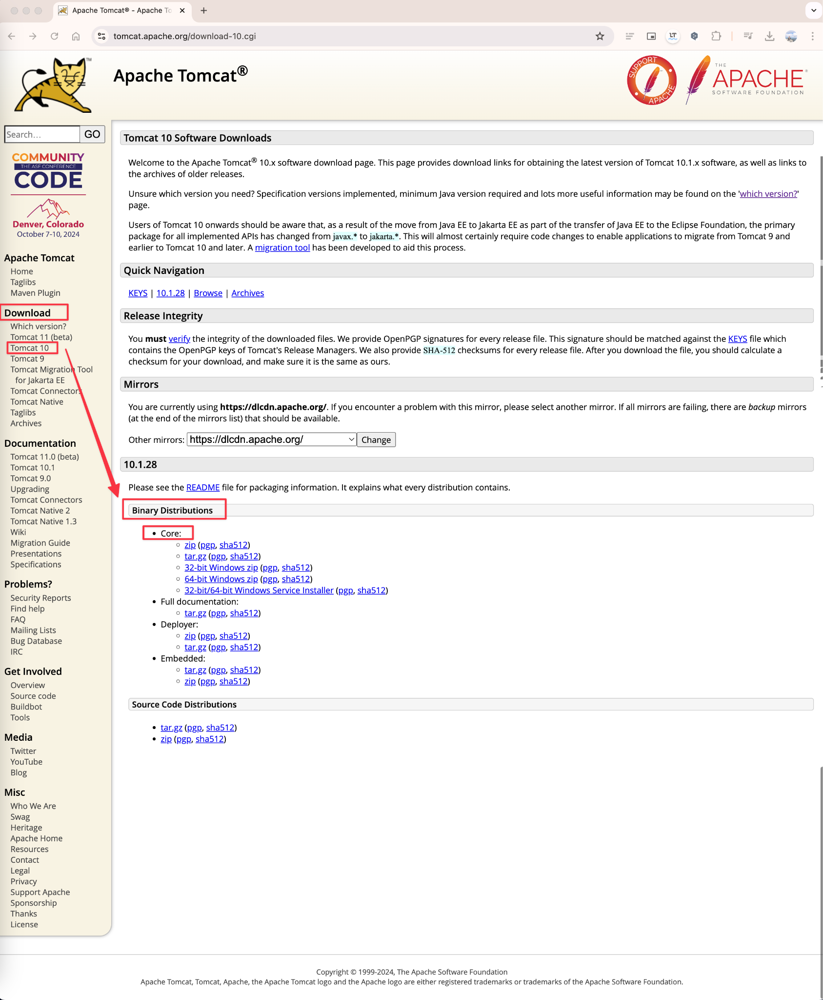 Apache Tomcat® - Apache To
tomcat.apache.org/download-10.cgi
LT
TM
Apache Tomcat®
SUPPORT
APACHE
THE
APACHE®
SOFTWARE FOUNDATION
Search…
GO
COMMUNITY
THE ASF CONFERENCE
CODE
Denver, Colorado
October 7-10, 2024
Apache Tomcat
Home
Taglibs
Maven Plugin
Download
Which version?
Tomcat 11 (beta)
Tomcat 10
Tomcat 9
Tomcat Migration Tool
for Jakarta EE
Tomcat Connectors
Tomcat Native
Taglibs
Archives
Documentation
Tomcat 11.0 (beta)
Tomcat 10.1
Tomcat 9.0
Upgrading
Tomcat Connectors
Tomcat Native 2
Tomcat Native 1.3
Wiki
Migration Guide
Presentations
Specifications
Problems?
Security Reports
Find help
FAQ
Mailing Lists
Bug Database
IRC
Get Involved
Overview
Source code
Buildbot
Tools
Media
Twitter
YouTube
Blog
Misc
Who We Are
Swag
Heritage
Apache Home
Resources
Contact
Legal
Privacy
Support Apache
Sponsorship
Thanks
License
Tomcat 10 Software Downloads
Welcome to the Apache Tomcat® 10.x software download page. This page provides download links for obtaining the latest version of Tomcat 10.1.x software, as well as links to
the archives of older releases.
Unsure which version you need? Specification versions implemented, minimum Java version required and lots more useful information may be found on the 'which version?'
page.
Users of Tomcat 10 onwards should be aware that, as a result of the move from Java EE to Jakarta EE as part of the transfer of Java EE to the Eclipse Foundation, the primary
package for all implemented APIs has changed from javax.* to jakarta.*. This will almost certainly require code changes to enable applications to migrate from Tomcat 9 and
earlier to Tomcat 10 and later. A migration tool has been developed to aid this process.
Quick Navigation
KEYS | 10.1.28 | Browse | Archives
Release Integrity
You must verify the integrity of the downloaded files. We provide OpenPGP signatures for every release file. This signature should be matched against the KEYS file which
contains the OpenPGP keys of Tomcat's Release Managers. We also provide SHA-512 checksums for every release file. After you download the file, you should calculate a
checksum for your download, and make sure it is the same as ours.
Mirrors
You are currently using https://dlcdn.apache.org/. If you encounter a problem with this mirror, please select another mirror. If all mirrors are failing, there are backup mirrors
(at the end of the mirrors list) that should be available.
Other mirrors: https://dlcdn.apache.org/ Change
10.1.28
Please see the README file for packaging information. It explains what every distribution contains.
Binary Distributions
• Core:
◦ zip (pgp, sha512)
◦ tar.gz (pgp, sha512)
◦ 32-bit Windows zip (pgp, sha512)
◦ 64-bit Windows zip (pgp, sha512)
◦ 32-bit/64-bit Windows Service Installer (pgp, sha512)
• Full documentation:
◦ tar.gz (pgp, sha512)
• Deployer:
◦ zip (pgp, sha512)
◦ tar.gz (pgp, sha512)
• Embedded:
◦ tar.gz (pgp, sha512)
◦ zip (pgp, sha512)
Source Code Distributions
• tar.gz (pgp, sha512)
• zip (pgp, sha512)
Copyright © 1999-2024, The Apache Software Foundation
Apache Tomcat, Tomcat, Apache, the Apache Tomcat logo and the Apache logo are either registered trademarks or trademarks of the Apache Software Foundation.